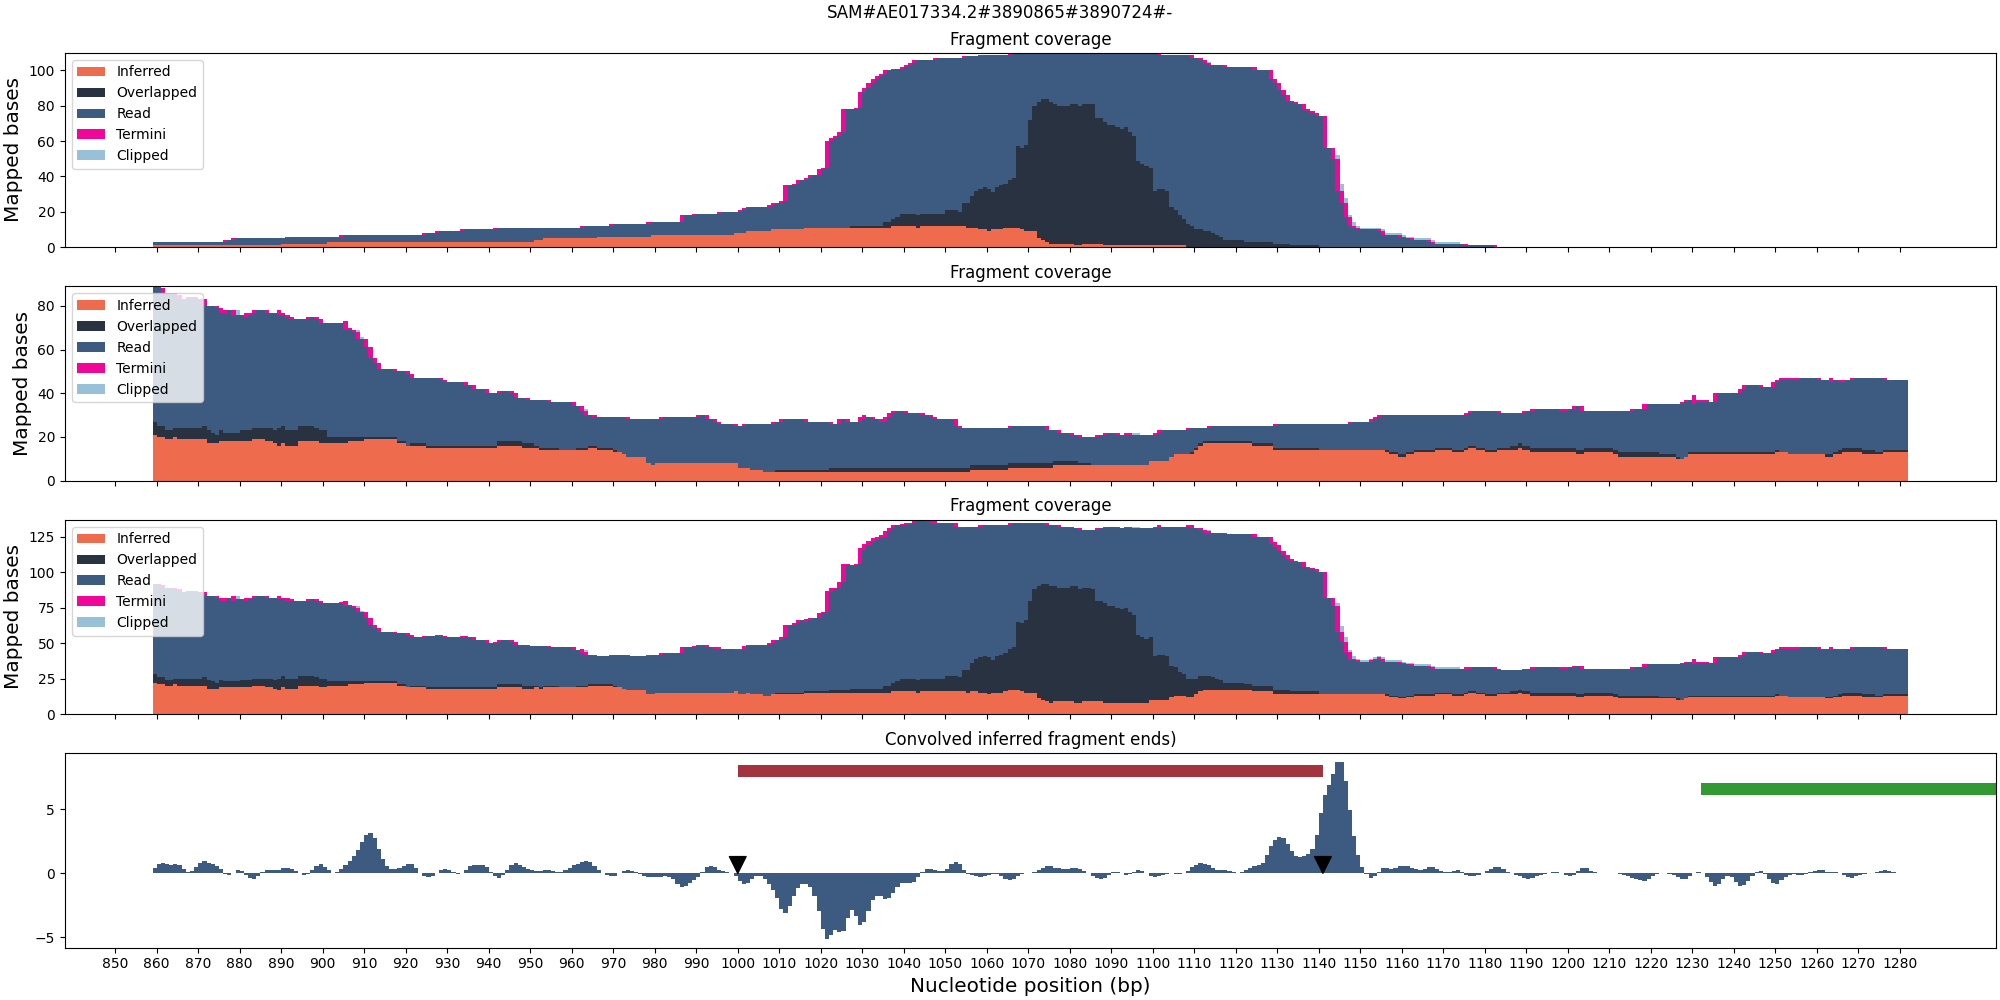 SAM#AE017334.2#3890865#3890724#-
Fragment coverage
Mapped bases
100
80
60
40
20
0
Inferred
Overlapped
Read
Termini
Clipped
Fragment coverage
Mapped bases
80
60
40
20
0
Inferred
Overlapped
Read
Termini
Clipped
Fragment coverage
Mapped bases
125
100
75
50
25
0
Inferred
Overlapped
Read
Termini
Clipped
Convolved inferred fragment ends)
5
0
−5
850 860 870 880 890 900 910 920 930 940 950 960 970 980 990 1000 1010 1020 1030 1040 1050 1060 1070 1080 1090 1100 1110 1120 1130 1140 1150 1160 1170 1180 1190 1200 1210 1220 1230 1240 1250 1260 1270 1280
Nucleotide position (bp)